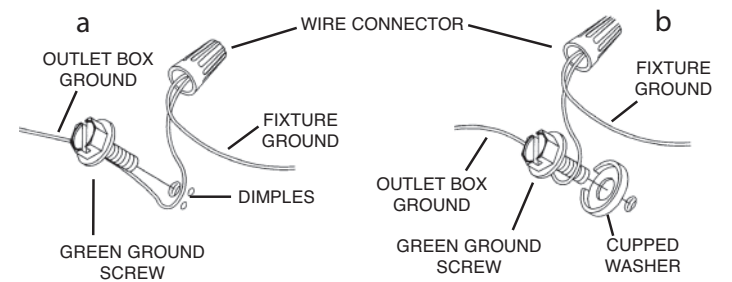 a
WIRE CONNECTOR
b
OUTLET BOX
GROUND
FIXTURE
GROUND
DIMPLES
GREEN GROUND
SCREW
FIXTURE
GROUND
OUTLET BOX
GROUND
GREEN GROUND
SCREW
CUPPED
WASHER